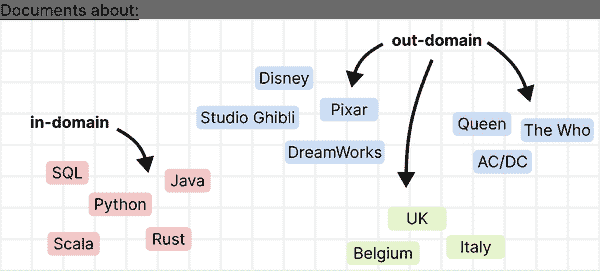 Documents about:
out-domain
Disney
Studio Ghibli
Pixar
DreamWorks
Queen
The Who
AC/DC
in-domain
SQL
Java
Python
Scala
Rust
UK
Belgium
Italy